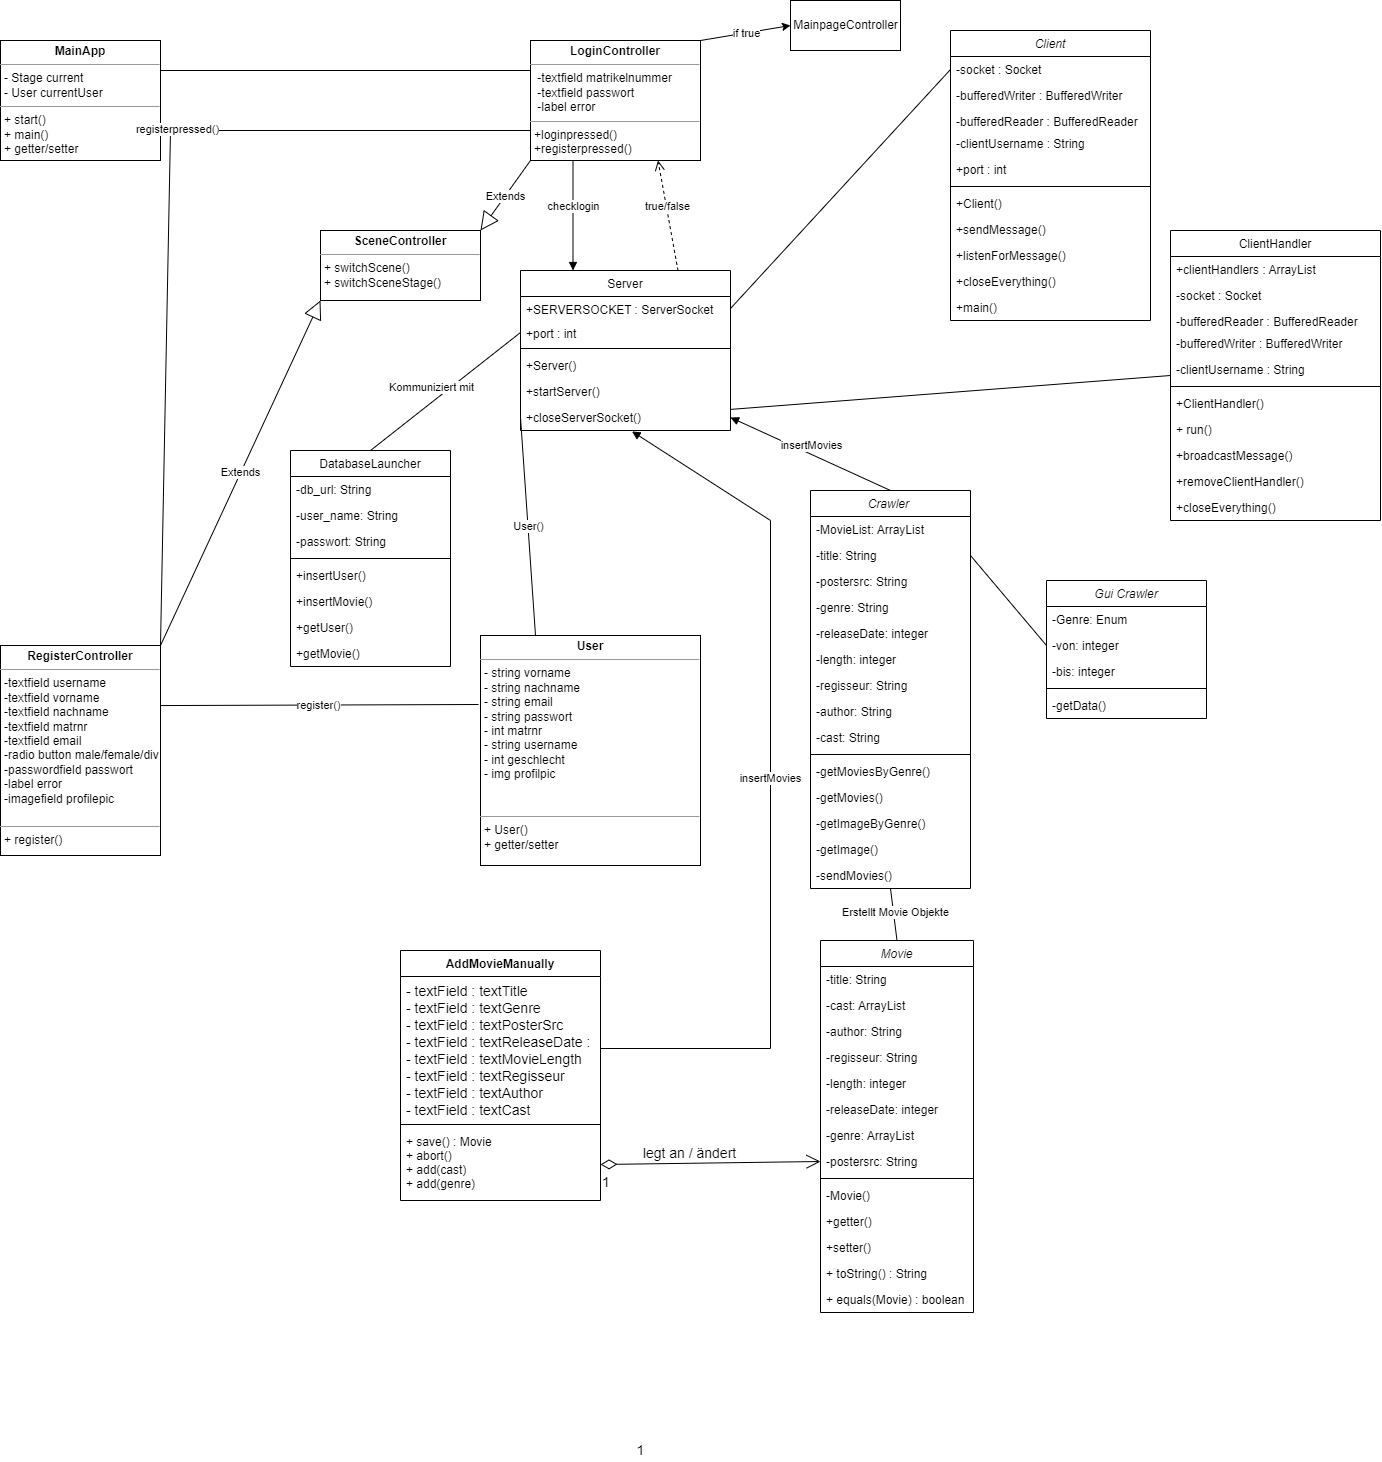 MainApp
- Stage current
- User currentUser
+ start()
+ main()
+ getter/setter
LoginController
-textfield matrikelnummer
-textfield passwort
-label error
+loginpressed()
+registerpressed()
if true
MainpageController
Client
-socket : Socket
-bufferedWriter : BufferedWriter
-bufferedReader : BufferedReader
-clientUsername : String
+port : int
+Client()
+sendMessage()
+listenForMessage()
+closeEverything()
+main()
registerpressed()
Extends
checklogin
true/false
SceneController
+ switchScene()
+ switchSceneStage()
Server
+SERVERSOCKET : ServerSocket
+port : int
+Server()
+startServer()
+closeServerSocket()
ClientHandler
+clientHandlers : ArrayList
-socket : Socket
-bufferedReader : BufferedReader
-bufferedWriter : BufferedWriter
-clientUsername : String
+ClientHandler()
+ run()
+broadcastMessage()
+removeClientHandler()
+closeEverything()
Kommuniziert mit
insertMovies
Extends
User()
DatabaseLauncher
-db_url: String
-user_name: String
-passwort: String
+insertUser()
+insertMovie()
+getUser()
+getMovie()
Crawler
-MovieList: ArrayList
-title: String
-postersrc: String
-genre: String
-releaseDate: integer
-length: integer
-regisseur: String
-author: String
-cast: String
-getMoviesByGenre()
-getMovies()
-getImageByGenre()
-getImage()
-sendMovies()
Gui Crawler
-Genre: Enum
-von: integer
-bis: integer
-getData()
RegisterController
-textfield username
-textfield vorname
-textfield nachname
-textfield matrnr
-textfield email
-radio button male/female/div
-passwordfield passwort
-label error
-imagefield profilepic
+ register()
register()
User
- string vorname
- string nachname
- string email
- string passwort
- int matrnr
- string username
- int geschlecht
- img profilpic
+ User()
+ getter/setter
insertMovies
Erstellt Movie Objekte
AddMovieManually
- textField : textTitle
- textField : textGenre
- textField : textPosterSrc
- textField : textReleaseDate :
- textField : textMovieLength
- textField : textRegisseur
- textField : textAuthor
- textField : textCast
+ save() : Movie
+ abort()
+ add(cast)
+ add(genre)
legt an / ändert
1
Movie
-title: String
-cast: ArrayList
-author: String
-regisseur: String
-length: integer
-releaseDate: integer
-genre: ArrayList
-postersrc: String
-Movie()
+getter()
+setter()
+ toString() : String
+ equals(Movie) : boolean
1